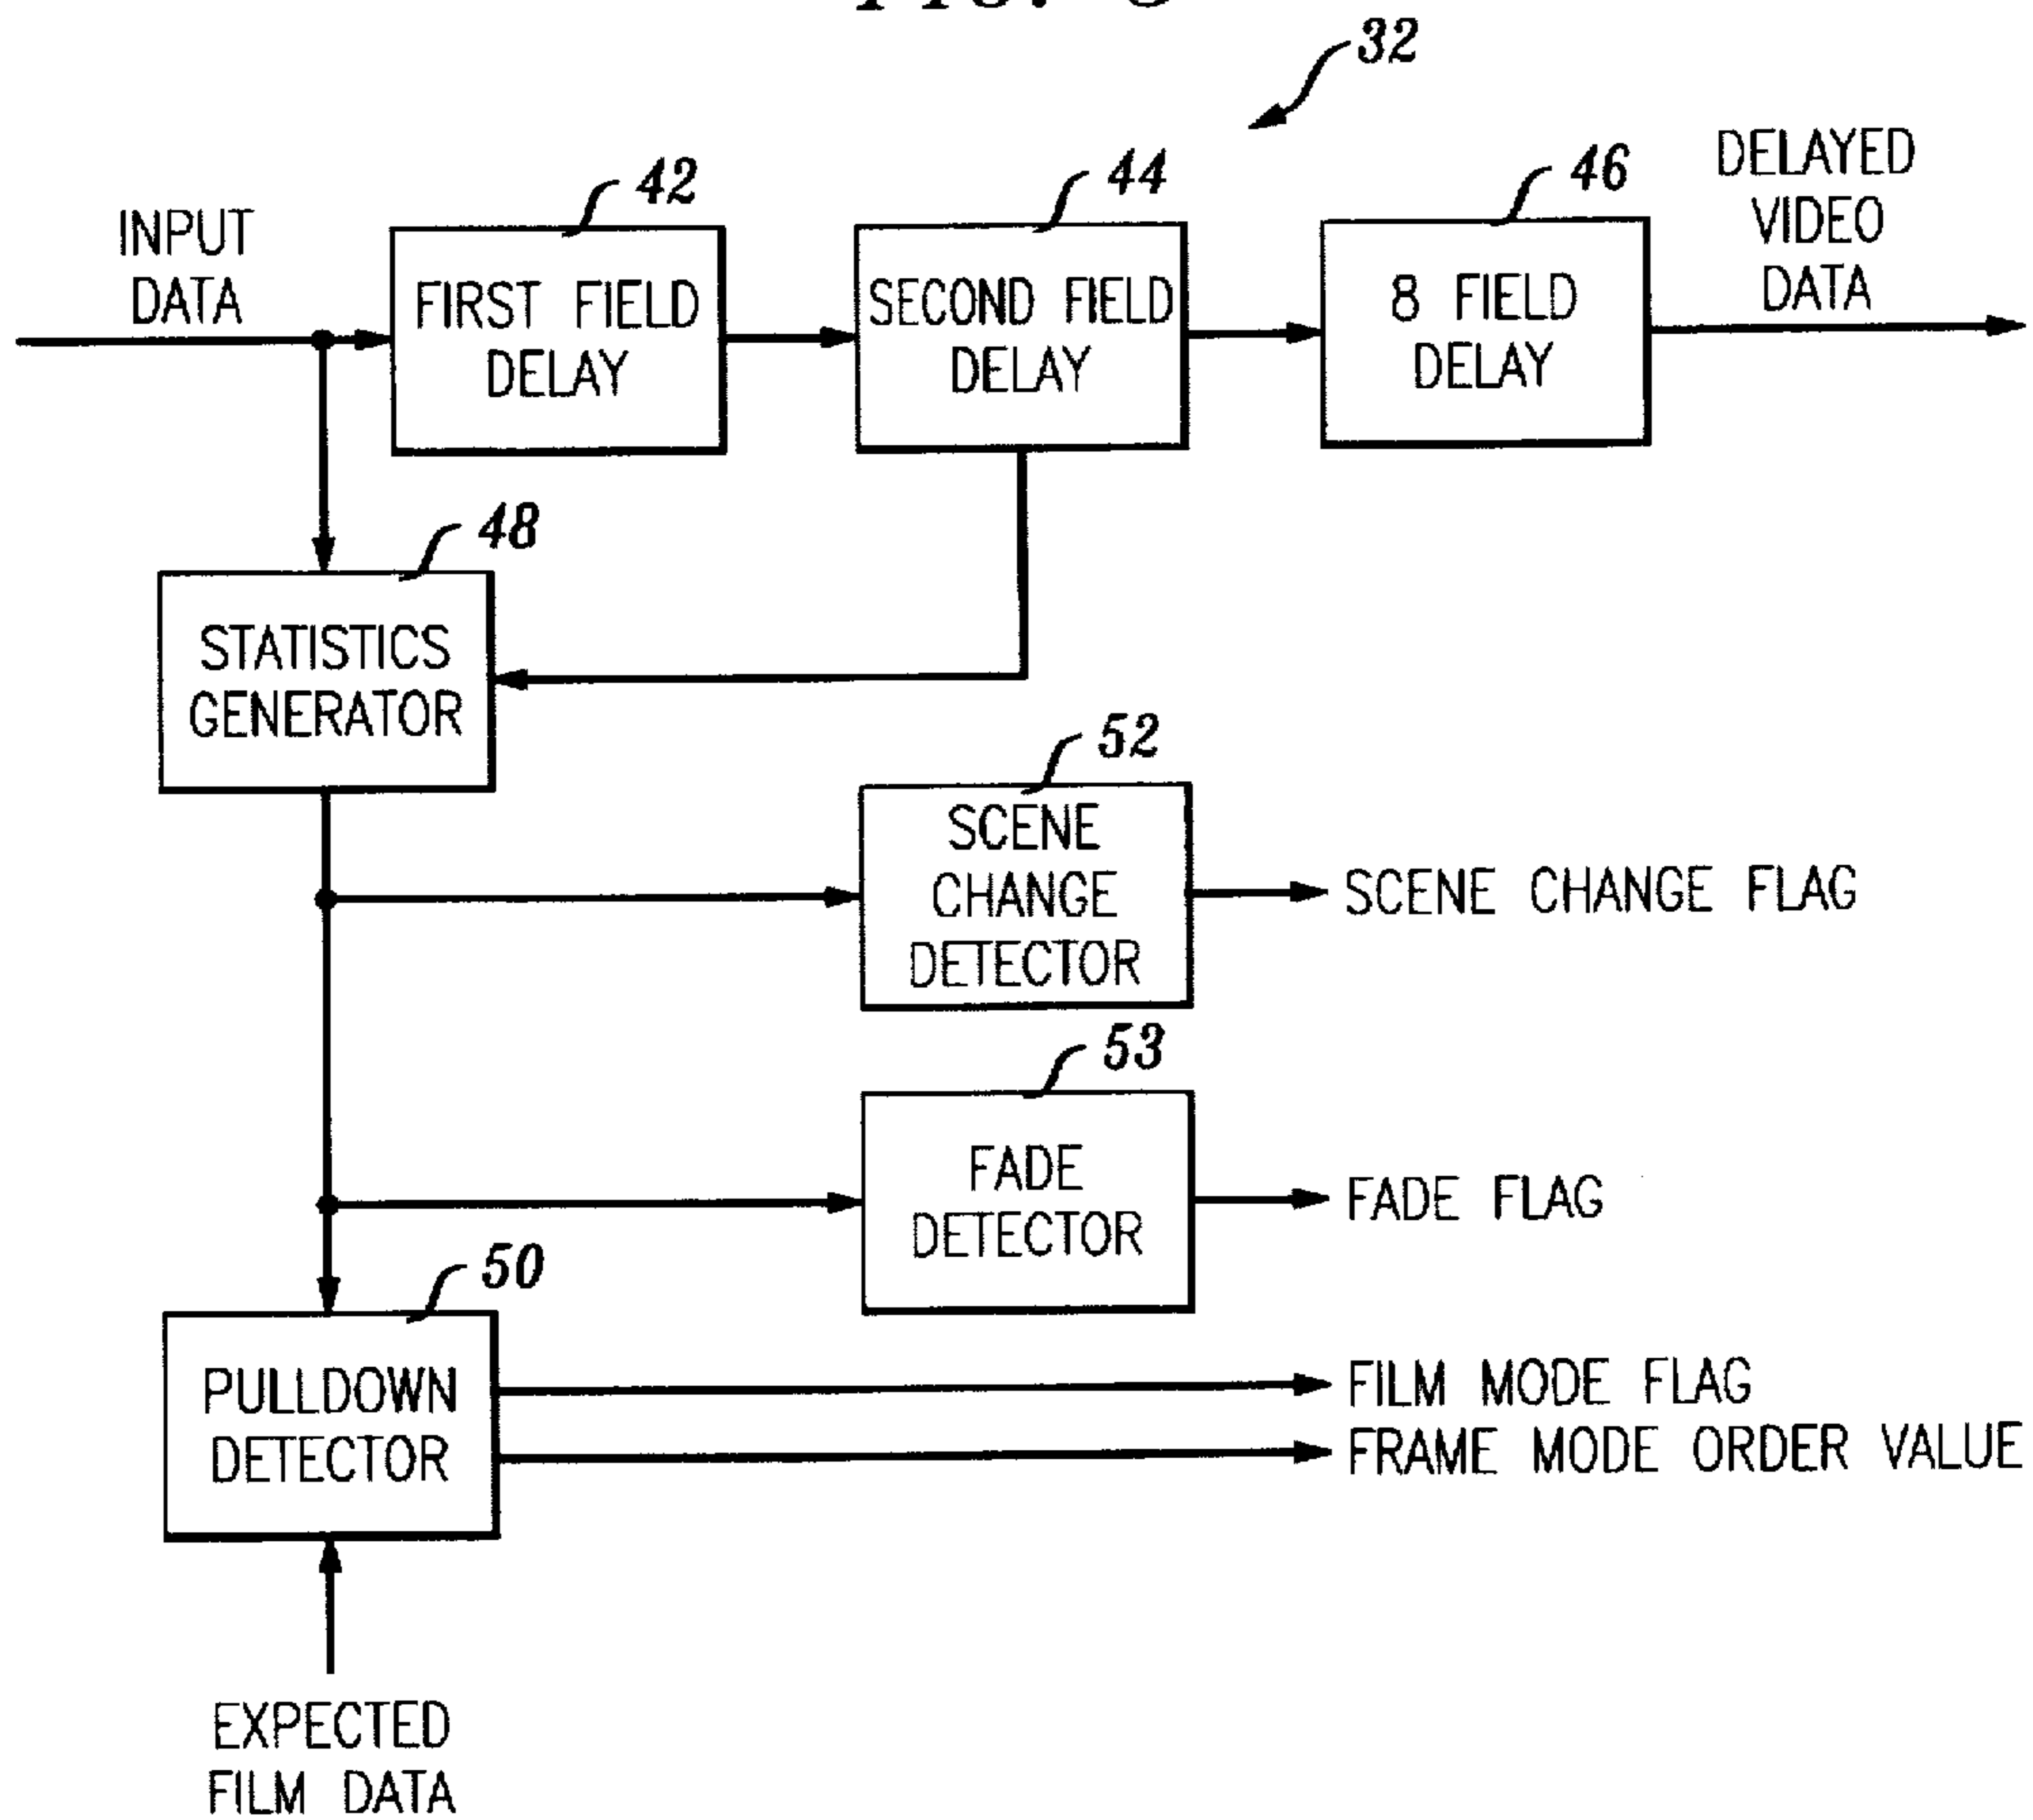 32
INPUT
DATA
42
FIRST FIELD
DELAY
44
SECOND FIELD
DELAY
46
8 FIELD
DELAY
DELAYED
VIDEO
DATA
48
STATISTICS
GENERATOR
52
SCENE
CHANGE
DETECTOR
SCENE CHANGE FLAG
53
FADE
DETECTOR
FADE FLAG
50
PULLDOWN
DETECTOR
FILM MODE FLAG
FRAME MODE ORDER VALUE
EXPECTED
FILM DATA